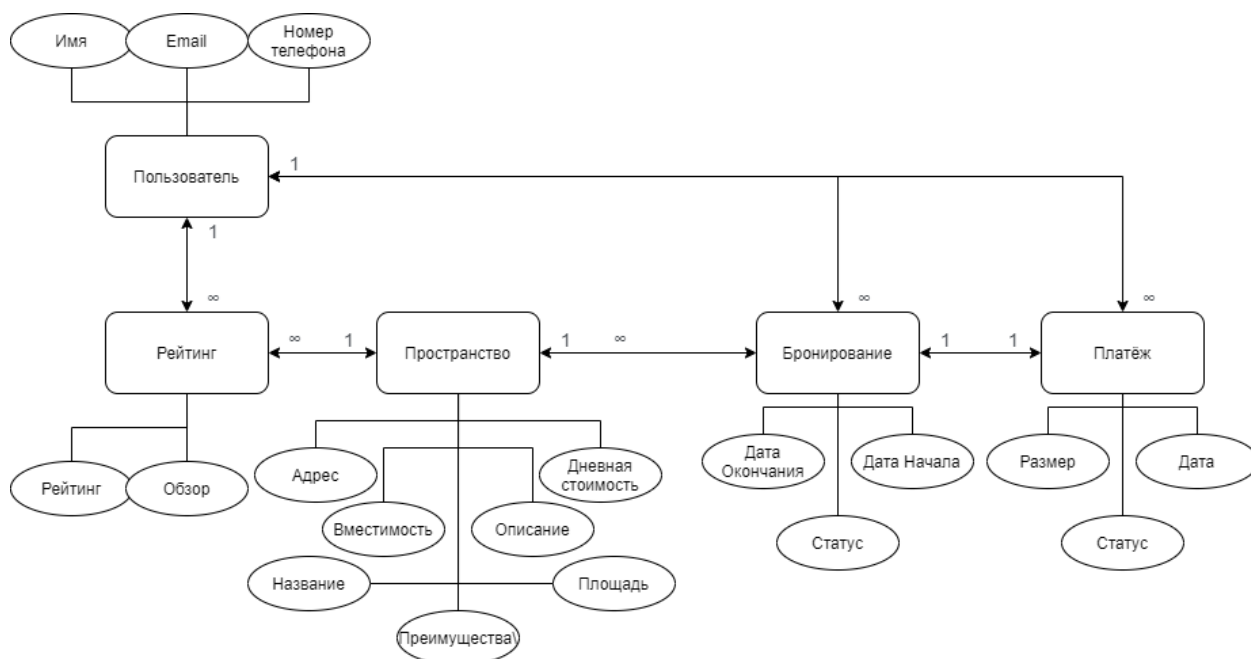 Имя
Email
Номер
телефона
Пользователь
1
1
∞
∞
∞
Рейтинг
∞
1
Пространство
1
∞
Бронирование
1
1
Платёж
Рейтинг
Обзор
Адрес
Дневная
стоимость
Вместимость
Описание
Название
Площадь
Преимущества\
Дата
Окончания
Дата Начала
Статус
Размер
Дата
Статус